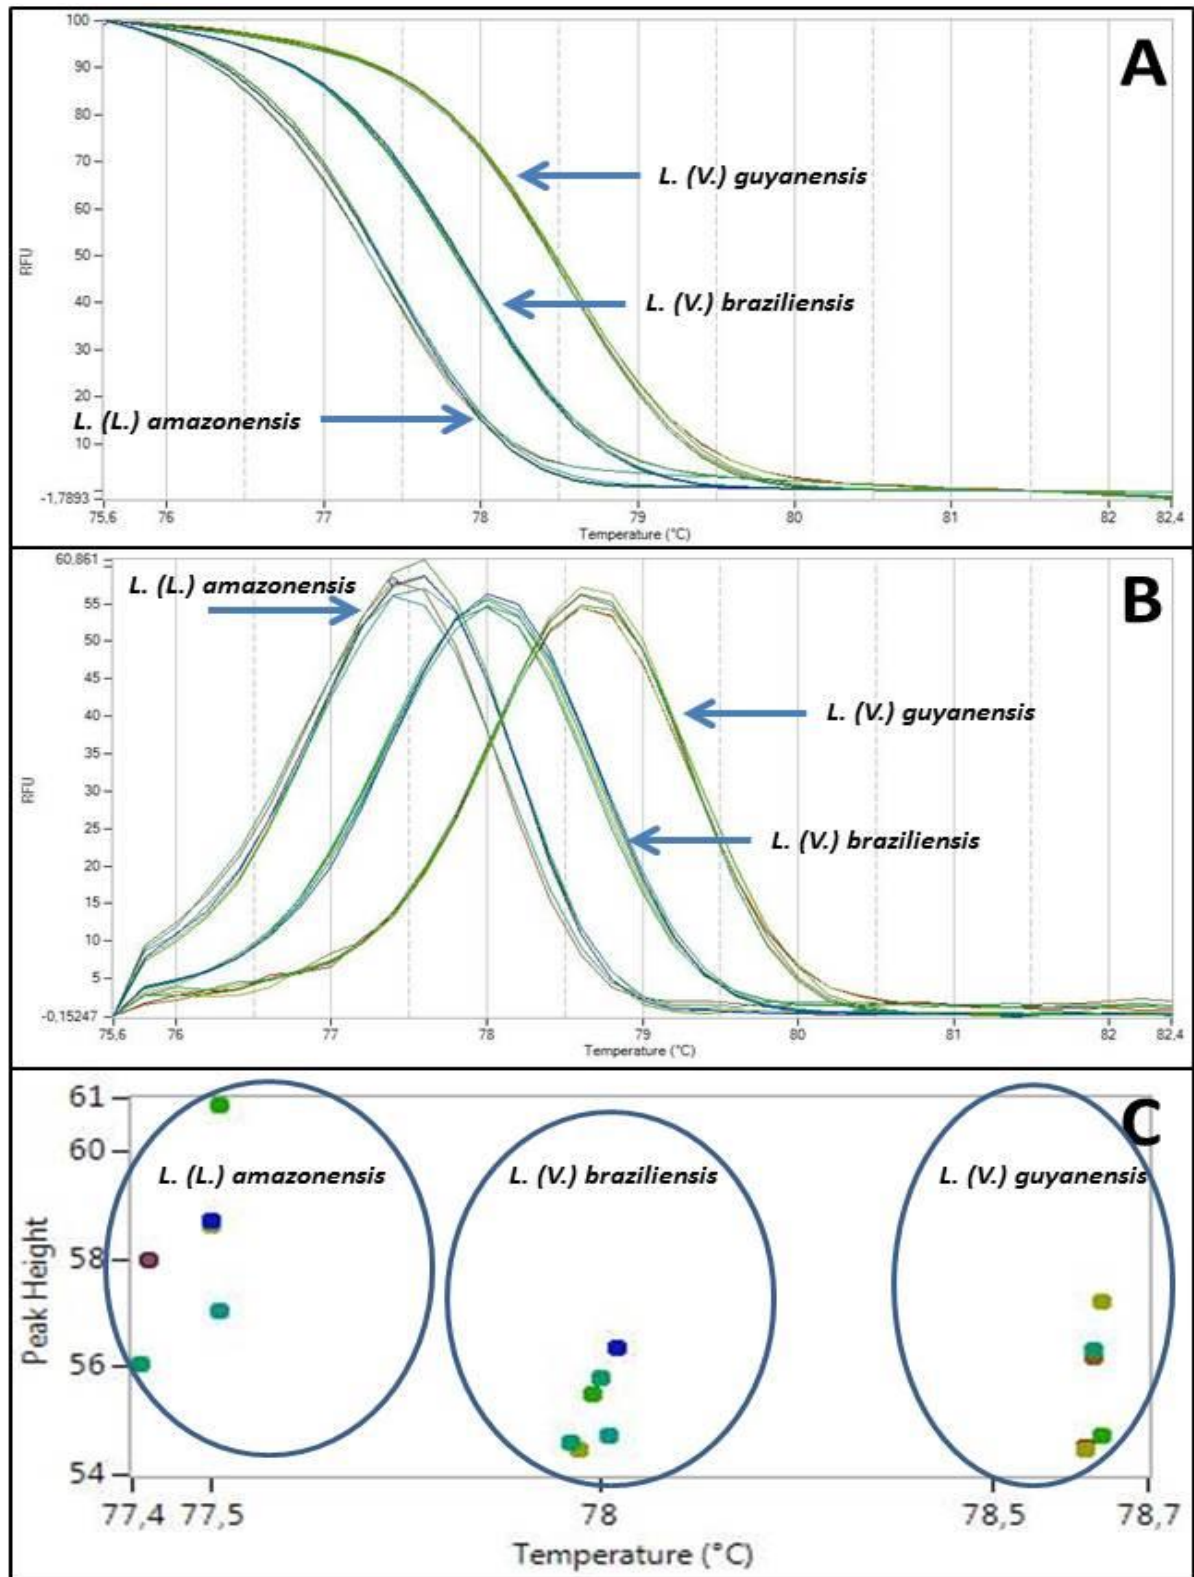 A
100
90
80
70
60
50
40
30
20
10
-1,7893
RFU
L. (V.) guyanensis
L. (V.) braziliensis
L. (L.) amazonensis
75,6 76 77 78 79 80 81 82 82,4
Temperature (°C)
B
60.861
55
50
45
40
35
30
25
20
15
10
5
-0,15247
RFU
L. (L.) amazonensis
L. (V.) guyanensis
L. (V.) braziliensis
75,6 76 77 78 79 80 81 82 82,4
Temperature (°C)
C
61
60
58
56
54
Peak Height
L. (L.) amazonensis L. (V.) braziliensis L. (V.) guyanensis
77,4 77,5 78 78,5 78,7
Temperature (°C)